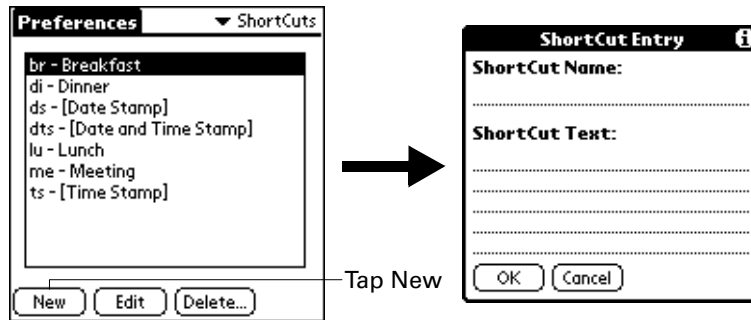 Preferences
ShortCuts
br - Breakfast
di - Dinner
ds - [Date Stamp]
dts - [Date and Time Stamp]
lu - Lunch
me - Meeting
ts - [Time Stamp]
New Edit Delete...
Tap New
ShortCut Entry
ShortCut Name:
ShortCut Text:
OK Cancel